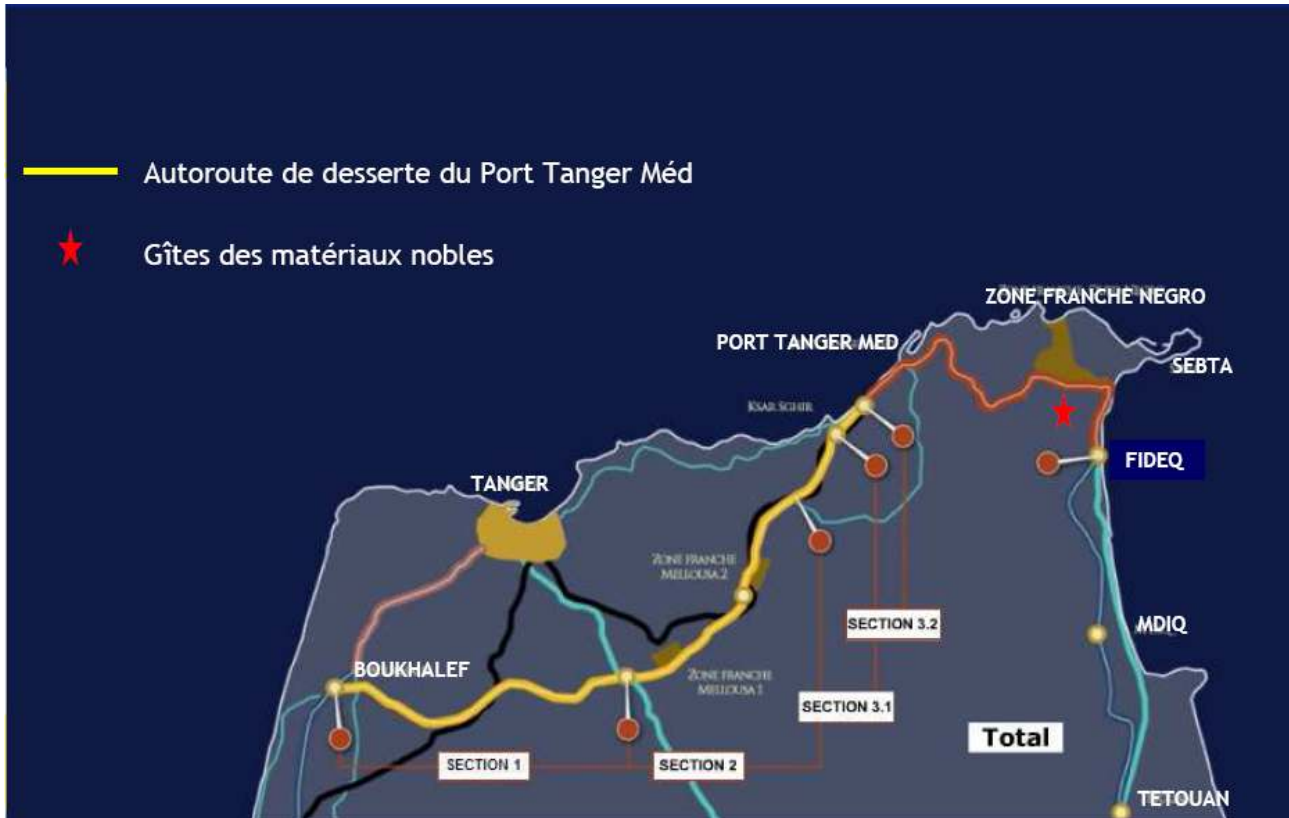 Autoroute de desserte du Port Tanger Méd
Gîtes des matériaux nobles
ZONE FRANCHE NEGRO
PORT TANGER MED
SEBTA
KSAR SGHIR
FIDEQ
TANGER
ZONE FRANCHE
MELLOUSA 2
SECTION 3.2
MDIQ
BOUKHALEF
ZONE FRANCHE
MELLOUSA 1
SECTION 3.1
Total
SECTION 1
SECTION 2
TETOUAN